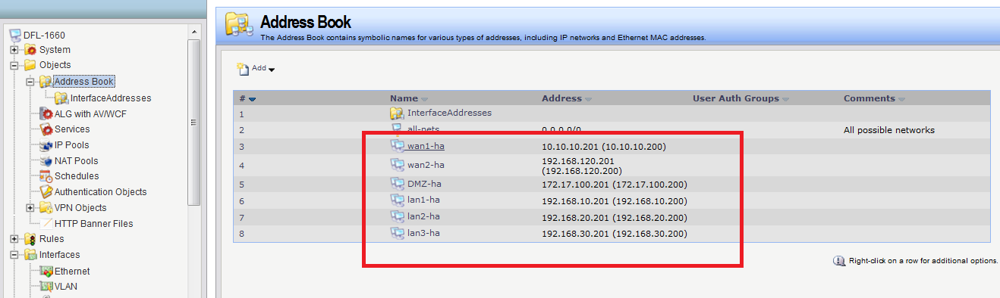 DFL-1660
System
Objects
Address Book
InterfaceAddresses
ALG with AV/WCF
Services
IP Pools
NAT Pools
Schedules
Authentication Objects
VPN Objects
HTTP Banner Files
Rules
Interfaces
Ethernet
VLAN
Address Book
The Address Book contains symbolic names for various types of addresses, including IP networks and Ethernet MAC addresses.
Add
# Name Address User Auth Groups Comments
1 InterfaceAddresses
2 all-nets 0.0.0.0/0 All possible networks
3 wan1-ha 10.10.10.201 (10.10.10.200)
4 wan2-ha 192.168.120.201
(192.168.120.200)
5 DMZ-ha 172.17.100.201 (172.17.100.200)
6 lan1-ha 192.168.10.201 (192.168.10.200)
7 lan2-ha 192.168.20.201 (192.168.20.200)
8 lan3-ha 192.168.30.201 (192.168.30.200)
Right-click on a row for additional options.